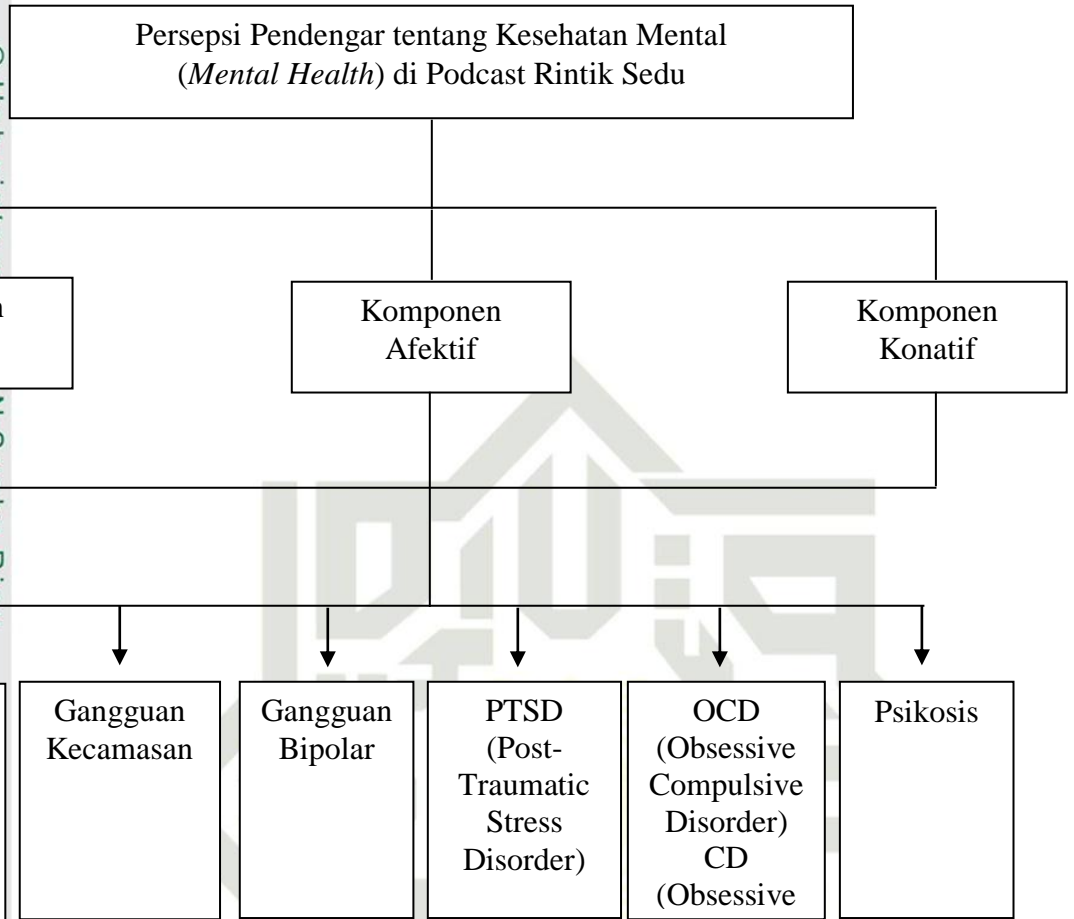 Persepsi Pendengar tentang Kesehatan Mental
(Mental Health) di Podcast Rintik Sedu
Komponen
Afektif
Komponen
Konatif
Gangguan
Kecamasan
Gangguan
Bipolar
PTSD
(Post-
Traumatic
Stress
Disorder)
OCD
(Obsessive
Compulsive
Disorder)
CD
(Obsessive
Psikosis